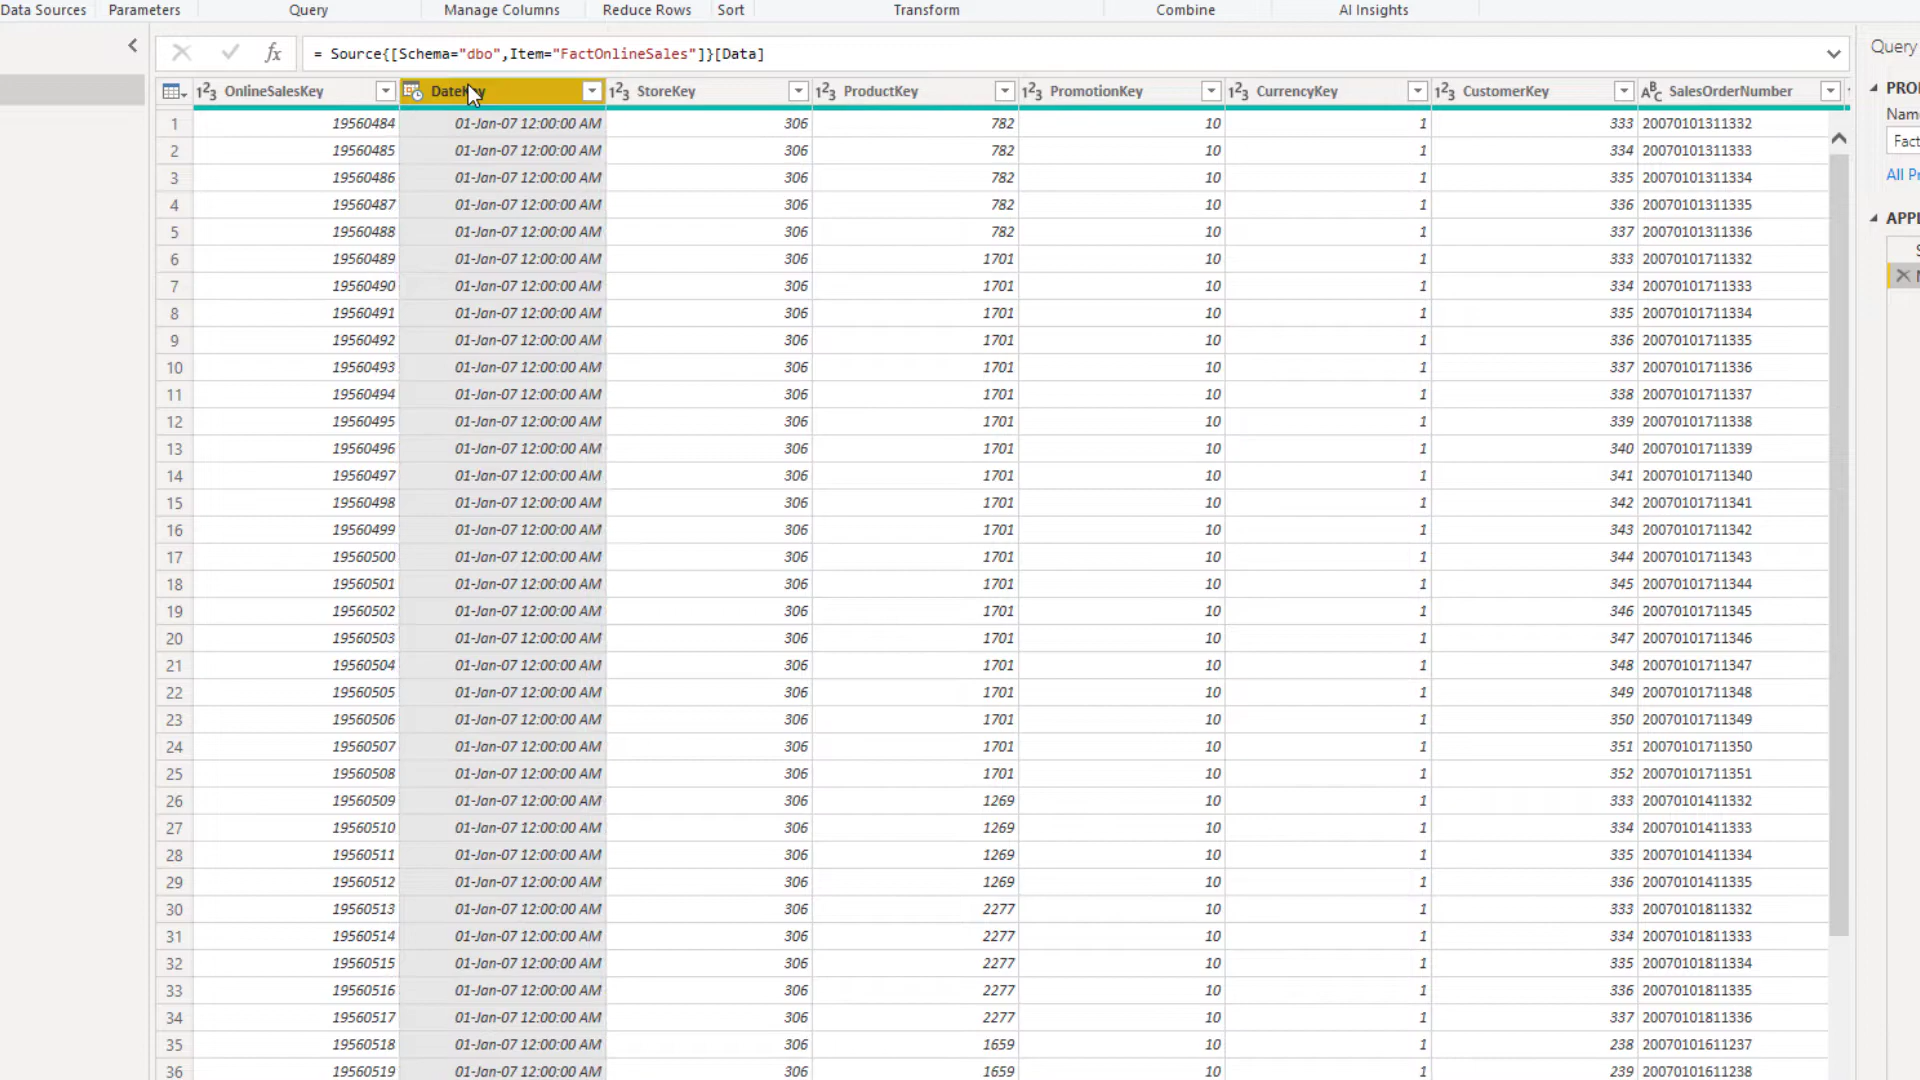 Data Sources Parameters Query Manage Columns Reduce Rows Sort Transform Combine AI Insights
fx = Source{[Schema="dbo",Item="FactOnlineSales"]}[Data]
Query
123 OnlineSalesKey DateKey 123 StoreKey 123 ProductKey 123 PromotionKey 123 CurrencyKey 123 CustomerKey ABC SalesOrderNumber
1 19560484 01-Jan-07 12:00:00 AM 306 782 10 1 333 20070101311332
2 19560485 01-Jan-07 12:00:00 AM 306 782 10 1 334 20070101311333
3 19560486 01-Jan-07 12:00:00 AM 306 782 10 1 335 20070101311334
4 19560487 01-Jan-07 12:00:00 AM 306 782 10 1 336 20070101311335
5 19560488 01-Jan-07 12:00:00 AM 306 782 10 1 337 20070101311336
6 19560489 01-Jan-07 12:00:00 AM 306 1701 10 1 333 20070101711332
7 19560490 01-Jan-07 12:00:00 AM 306 1701 10 1 334 20070101711333
8 19560491 01-Jan-07 12:00:00 AM 306 1701 10 1 335 20070101711334
9 19560492 01-Jan-07 12:00:00 AM 306 1701 10 1 336 20070101711335
10 19560493 01-Jan-07 12:00:00 AM 306 1701 10 1 337 20070101711336
11 19560494 01-Jan-07 12:00:00 AM 306 1701 10 1 338 20070101711337
12 19560495 01-Jan-07 12:00:00 AM 306 1701 10 1 339 20070101711338
13 19560496 01-Jan-07 12:00:00 AM 306 1701 10 1 340 20070101711339
14 19560497 01-Jan-07 12:00:00 AM 306 1701 10 1 341 20070101711340
15 19560498 01-Jan-07 12:00:00 AM 306 1701 10 1 342 20070101711341
16 19560499 01-Jan-07 12:00:00 AM 306 1701 10 1 343 20070101711342
17 19560500 01-Jan-07 12:00:00 AM 306 1701 10 1 344 20070101711343
18 19560501 01-Jan-07 12:00:00 AM 306 1701 10 1 345 20070101711344
19 19560502 01-Jan-07 12:00:00 AM 306 1701 10 1 346 20070101711345
20 19560503 01-Jan-07 12:00:00 AM 306 1701 10 1 347 20070101711346
21 19560504 01-Jan-07 12:00:00 AM 306 1701 10 1 348 20070101711347
22 19560505 01-Jan-07 12:00:00 AM 306 1701 10 1 349 20070101711348
23 19560506 01-Jan-07 12:00:00 AM 306 1701 10 1 350 20070101711349
24 19560507 01-Jan-07 12:00:00 AM 306 1701 10 1 351 20070101711350
25 19560508 01-Jan-07 12:00:00 AM 306 1701 10 1 352 20070101711351
26 19560509 01-Jan-07 12:00:00 AM 306 1269 10 1 333 20070101411332
27 19560510 01-Jan-07 12:00:00 AM 306 1269 10 1 334 20070101411333
28 19560511 01-Jan-07 12:00:00 AM 306 1269 10 1 335 20070101411334
29 19560512 01-Jan-07 12:00:00 AM 306 1269 10 1 336 20070101411335
30 19560513 01-Jan-07 12:00:00 AM 306 2277 10 1 333 20070101811332
31 19560514 01-Jan-07 12:00:00 AM 306 2277 10 1 334 20070101811333
32 19560515 01-Jan-07 12:00:00 AM 306 2277 10 1 335 20070101811334
33 19560516 01-Jan-07 12:00:00 AM 306 2277 10 1 336 20070101811335
34 19560517 01-Jan-07 12:00:00 AM 306 2277 10 1 337 20070101811336
35 19560518 01-Jan-07 12:00:00 AM 306 1659 10 1 238 20070101611237
36 19560519 01-Jan-07 12:00:00 AM 306 1659 10 1 239 20070101611238
PRO
Nam
Fact
All Pr
APPL